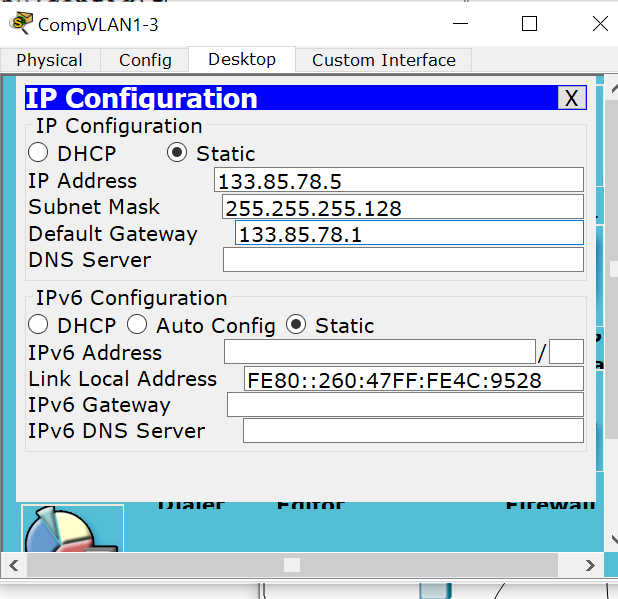 CompVLAN1-3
Physical Config Desktop Custom Interface
IP Configuration X
IP Configuration
DHCP Static
IP Address 133.85.78.5
Subnet Mask 255.255.255.128
Default Gateway 133.85.78.1
DNS Server
IPv6 Configuration
DHCP Auto Config Static
IPv6 Address /
Link Local Address FE80::260:47FF:FE4C:9528
IPv6 Gateway
IPv6 DNS Server
Dialer Editor Firewall